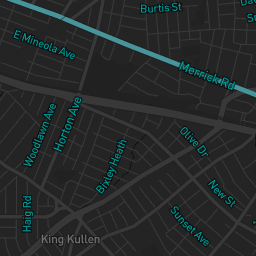 Burtis St
E Mineola Ave
Merrick Rd
Woodlawn Ave
Horton Ave
Olive Dr
Bixley Heath
New St
Haig Rd
Sunset Ave
King Kullen